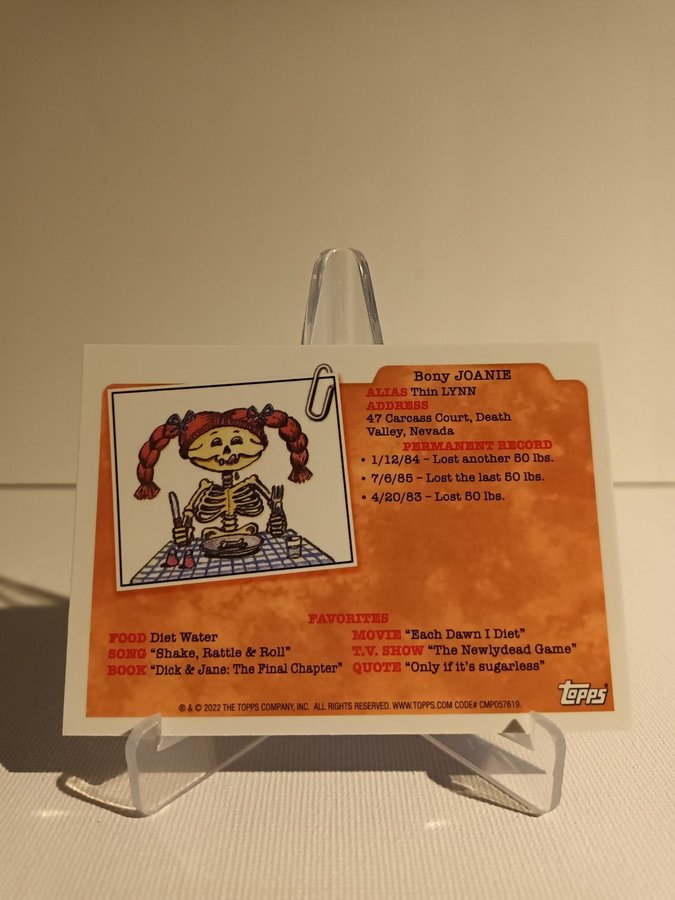 Bony JOANIE
ALIAS Thin LYNN
ADDRESS
47 Carcass Court, Death
Valley, Nevada
PERMANENT RECORD
• 1/12/84 – Lost another 50 lbs.
• 7/6/85 – Lost the last 50 lbs.
• 4/20/83 – Lost 50 lbs.
FAVORITES
FOOD Diet Water
SONG "Shake, Rattle & Roll"
BOOK "Dick & Jane: The Final Chapter"
MOVIE "Each Dawn I Diet"
T.V. SHOW "The Newlydead Game"
QUOTE "Only if it's sugarless"
topps®
® & © 2022 THE TOPPS COMPANY, INC. ALL RIGHTS RESERVED. WWW.TOPPS.COM CODE# CMP057619.